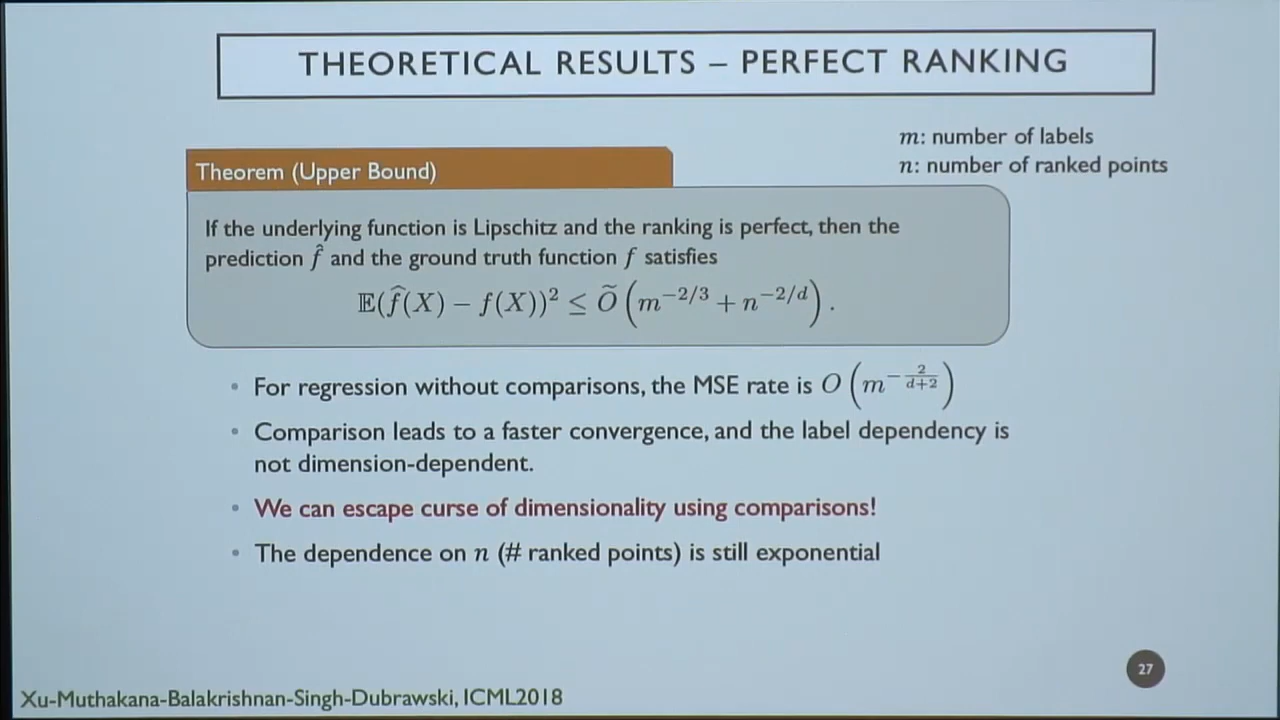 THEORETICAL RESULTS – PERFECT RANKING
m: number of labels
n: number of ranked points
Theorem (Upper Bound)
If the underlying function is Lipschitz and the ranking is perfect, then the
prediction f̂ and the ground truth function f satisfies
𝔼(f̂(X) − f(X))² ≤ Õ(m^{−2/3} + n^{−2/d}).
• For regression without comparisons, the MSE rate is O(m^{−2/(d+2)})
• Comparison leads to a faster convergence, and the label dependency is
not dimension-dependent.
• We can escape curse of dimensionality using comparisons!
• The dependence on n (# ranked points) is still exponential
27
Xu-Muthakana-Balakrishnan-Singh-Dubrawski, ICML2018